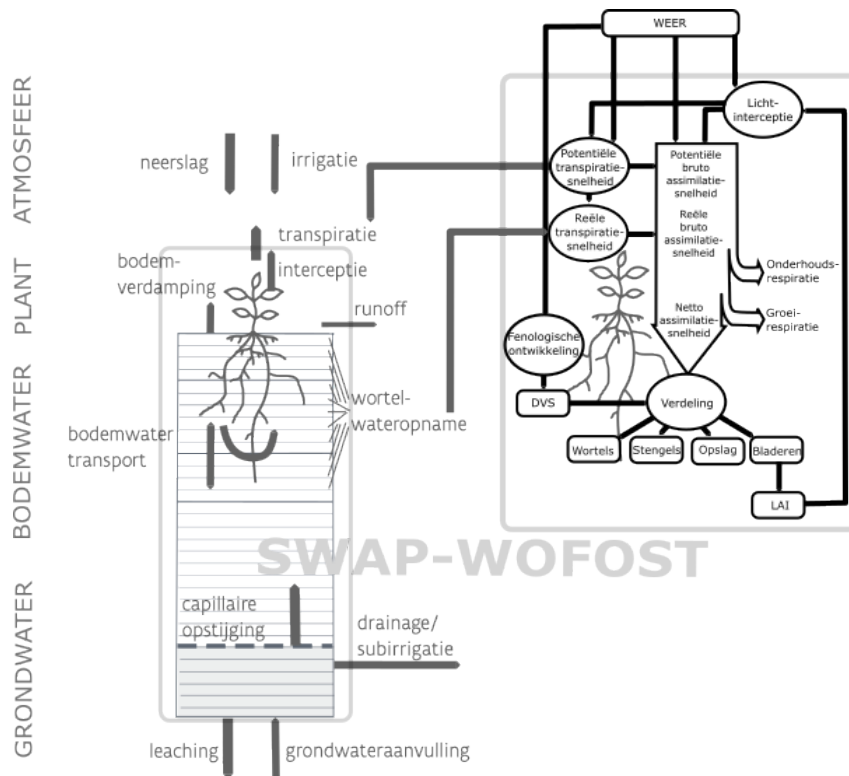 ATMOSFEER
PLANT
BODEMWATER
GRONDWATER
neerslag
irrigatie
transpiratie
bodem-
verdamping
interceptie
runoff
wortel-
wateropname
bodemwater
transport
capillaire
opstijging
drainage/
subirrigatie
leaching
grondwateraanvulling
SWAP-WOFOST
WEER
Licht-
interceptie
Potentiële
transpiratie-
snelheid
Potentiële
bruto
assimilatie-
snelheid
Reële
transpiratie-
snelheid
Reële
bruto
assimilatie-
snelheid
Onderhouds-
respiratie
Netto
assimilatie-
snelheid
Groei-
respiratie
Fenologische
ontwikkeling
DVS
Verdeling
Wortels
Stengels
Opslag
Bladeren
LAI